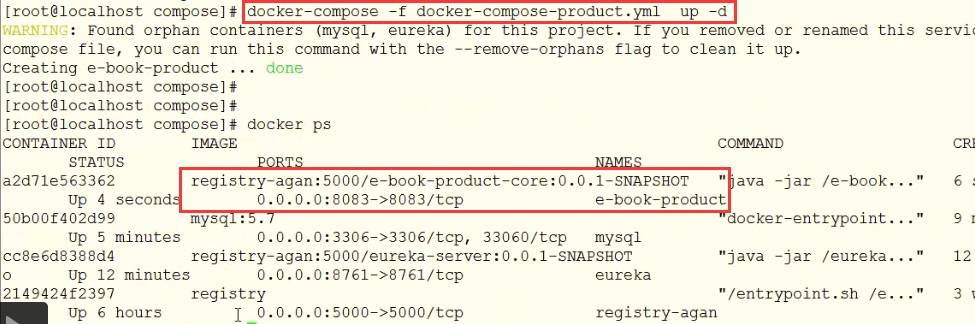 [root@localhost compose]# docker-compose -f docker-compose-product.yml  up -d
WARNING: Found orphan containers (mysql, eureka) for this project. If you removed or renamed this servic
compose file, you can run this command with the --remove-orphans flag to clean it up.
Creating e-book-product ... done
[root@localhost compose]#
[root@localhost compose]#
[root@localhost compose]# docker ps
CONTAINER ID        IMAGE                                                      COMMAND                  CRE
       STATUS              PORTS                               NAMES
a2d71e563362        registry-agan:5000/e-book-product-core:0.0.1-SNAPSHOT   "java -jar /e-book..."   6 s
       Up 4 seconds        0.0.0.0:8083->8083/tcp              e-book-product
50b00f402d99        mysql:5.7                                                  "docker-entrypoint..."   9 m
       Up 5 minutes        0.0.0.0:3306->3306/tcp, 33060/tcp   mysql
cc8e6d8388d4        registry-agan:5000/eureka-server:0.0.1-SNAPSHOT            "java -jar /eureka..."   12
o      Up 12 minutes       0.0.0.0:8761->8761/tcp              eureka
2149424f2397        registry                                                   "/entrypoint.sh /e..."   3 w
       Up 6 hours          0.0.0.0:5000->5000/tcp              registry-agan